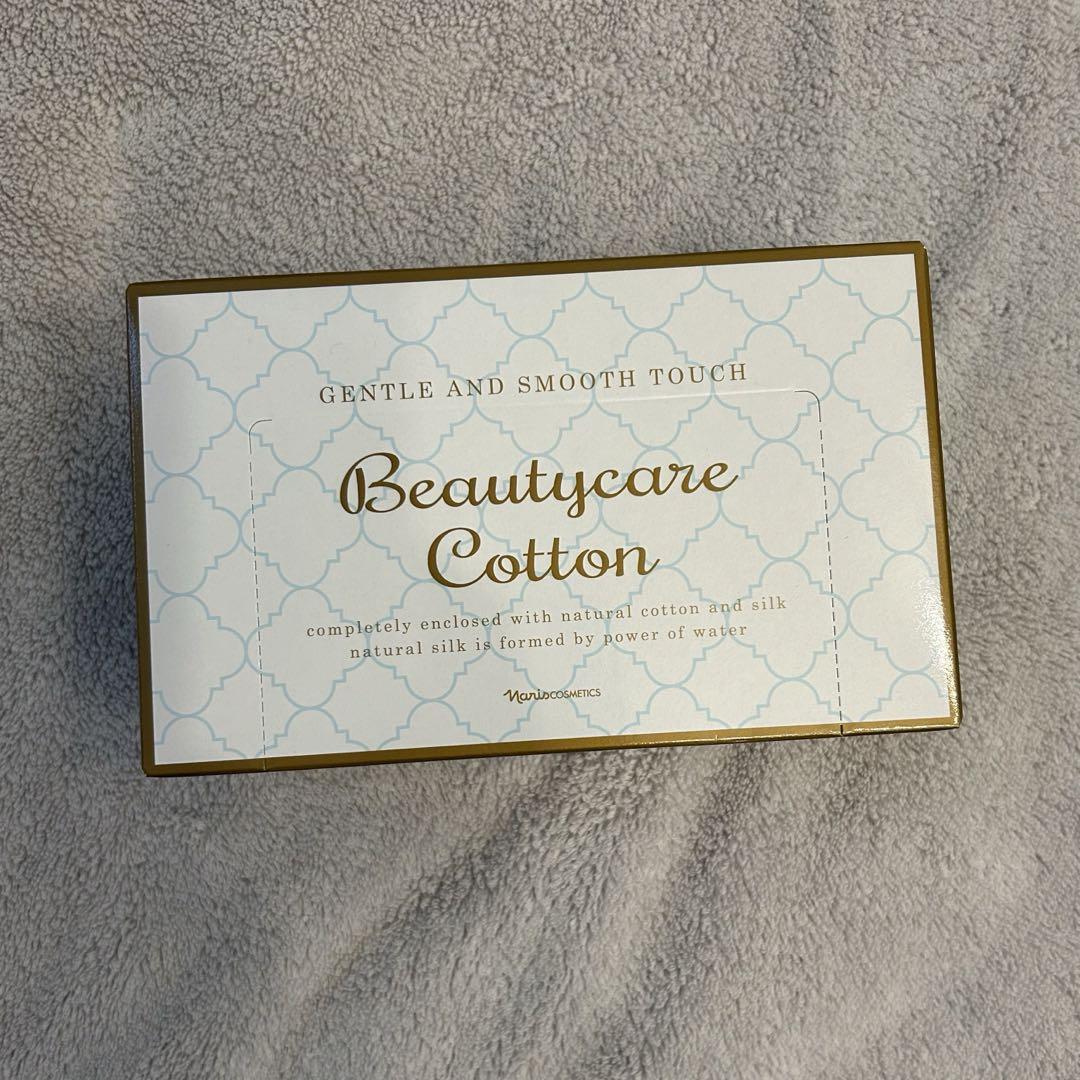 GENTLE AND SMOOTH TOUCH
Beautycare
Cotton
completely enclosed with natural cotton and silk
natural silk is formed by power of water
Naris COSMETICS